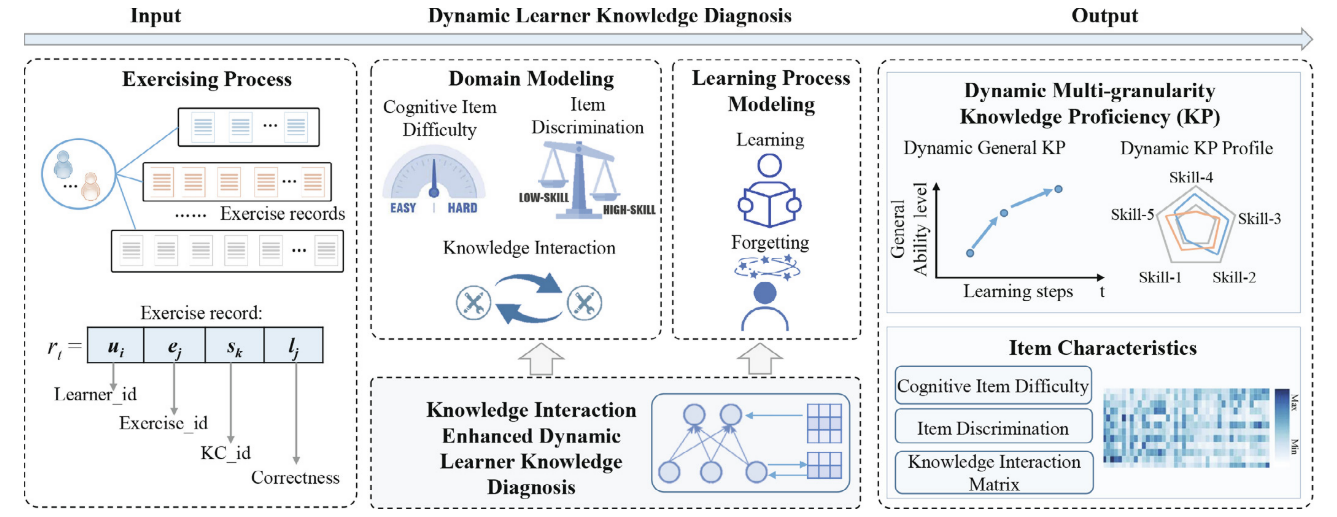 Input
Dynamic Learner Knowledge Diagnosis
Output
Exercising Process
...
...
...
......
Exercise records
...
Exercise record:
r_t =
u_i
e_j
s_k
l_j
Learner_id
Exercise_id
KC_id
Correctness
Domain Modeling
Cognitive Item
Difficulty
Item
Discrimination
EASY
HARD
LOW-SKILL
HIGH-SKILL
Knowledge Interaction
Learning Process
Modeling
Learning
Forgetting
Knowledge Interaction
Enhanced Dynamic
Learner Knowledge
Diagnosis
Dynamic Multi-granularity
Knowledge Proficiency (KP)
Dynamic General KP
General
Ability level
Learning steps
t
Dynamic KP Profile
Skill-4
Skill-5
Skill-3
Skill-1
Skill-2
Item Characteristics
Cognitive Item Difficulty
Item Discrimination
Knowledge Interaction
Matrix
Max
Min